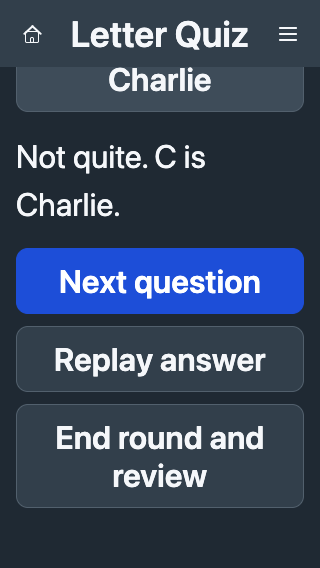 Letter Quiz
Charlie
Not quite. C is
Charlie.
Next question
Replay answer
End round and
review